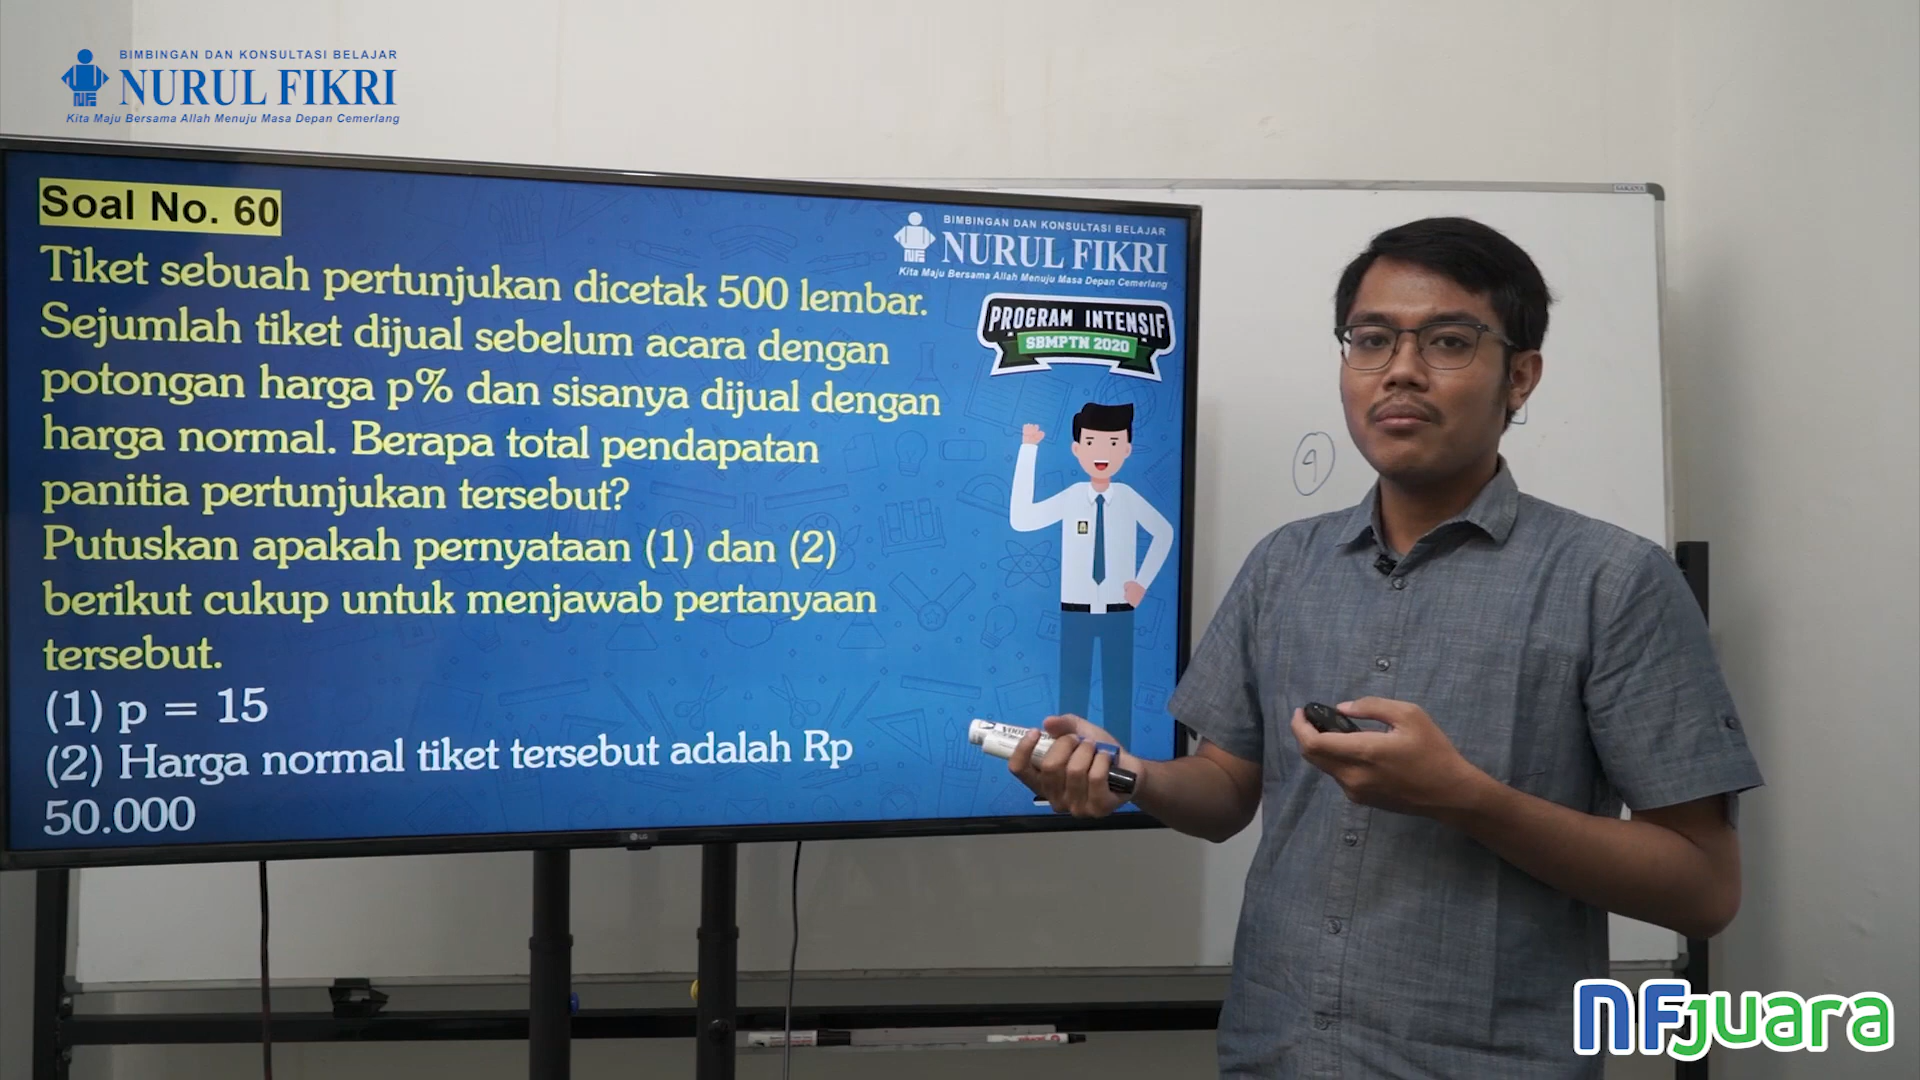 BIMBINGAN DAN KONSULTASI BELAJAR
NURUL FIKRI
Kita Maju Bersama Allah Menuju Masa Depan Cemerlang
Soal No. 60
Tiket sebuah pertunjukan dicetak 500 lembar.
Sejumlah tiket dijual sebelum acara dengan
potongan harga p% dan sisanya dijual dengan
harga normal. Berapa total pendapatan
panitia pertunjukan tersebut?
Putuskan apakah pernyataan (1) dan (2)
berikut cukup untuk menjawab pertanyaan
tersebut.
(1) p = 15
(2) Harga normal tiket tersebut adalah Rp
50.000
BIMBINGAN DAN KONSULTASI BELAJAR
NURUL FIKRI
Kita Maju Bersama Allah Menuju Masa Depan Cemerlang
PROGRAM INTENSIF
SBMPTN 2020
LG
NFjuara